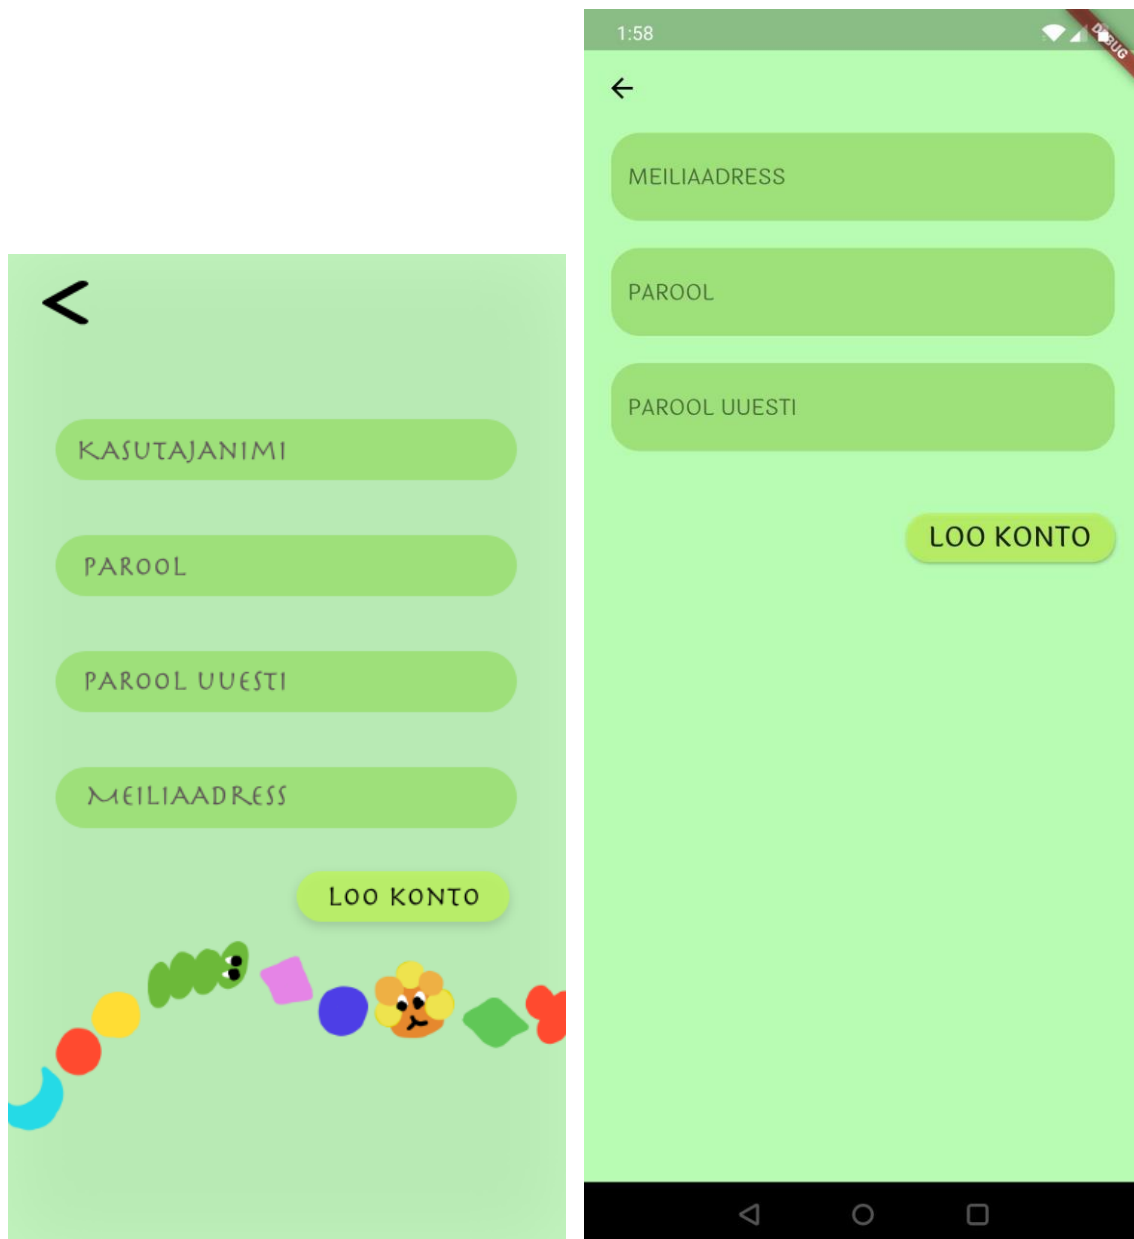 KASUTAJANIMI
PAROOL
PAROOL UUESTI
MEILIAADRESS
LOO KONTO
1:58
DEBUG
MEILIAADRESS
PAROOL
PAROOL UUESTI
LOO KONTO